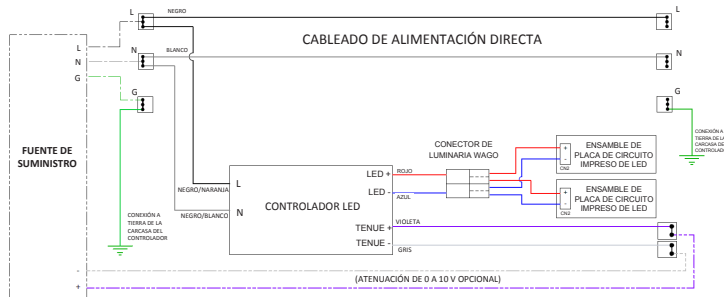 L
NEGRO
L
CABLEADO DE ALIMENTACIÓN DIRECTA
L
N
BLANCO
N
N
G
G
G
FUENTE DE
SUMINISTRO
CONEXIÓN A
TIERRA DE LA
CARCASA DEL
CONTROLADOR
CONECTOR DE
LUMINARIA WAGO
+
-
CN2
ENSAMBLE DE
PLACA DE CIRCUITO
IMPRESO DE LED
LED +
ROJO
L
NEGRO/NARANJA
LED -
AZUL
+
-
CN2
ENSAMBLE DE
PLACA DE CIRCUITO
IMPRESO DE LED
CONTROLADOR LED
N
NEGRO/BLANCO
CONEXIÓN A
TIERRA DE LA
CARCASA DEL
CONTROLADOR
TENUE +
VIOLETA
TENUE -
GRIS
-
(ATENUACIÓN DE 0 A 10 V OPCIONAL)
+